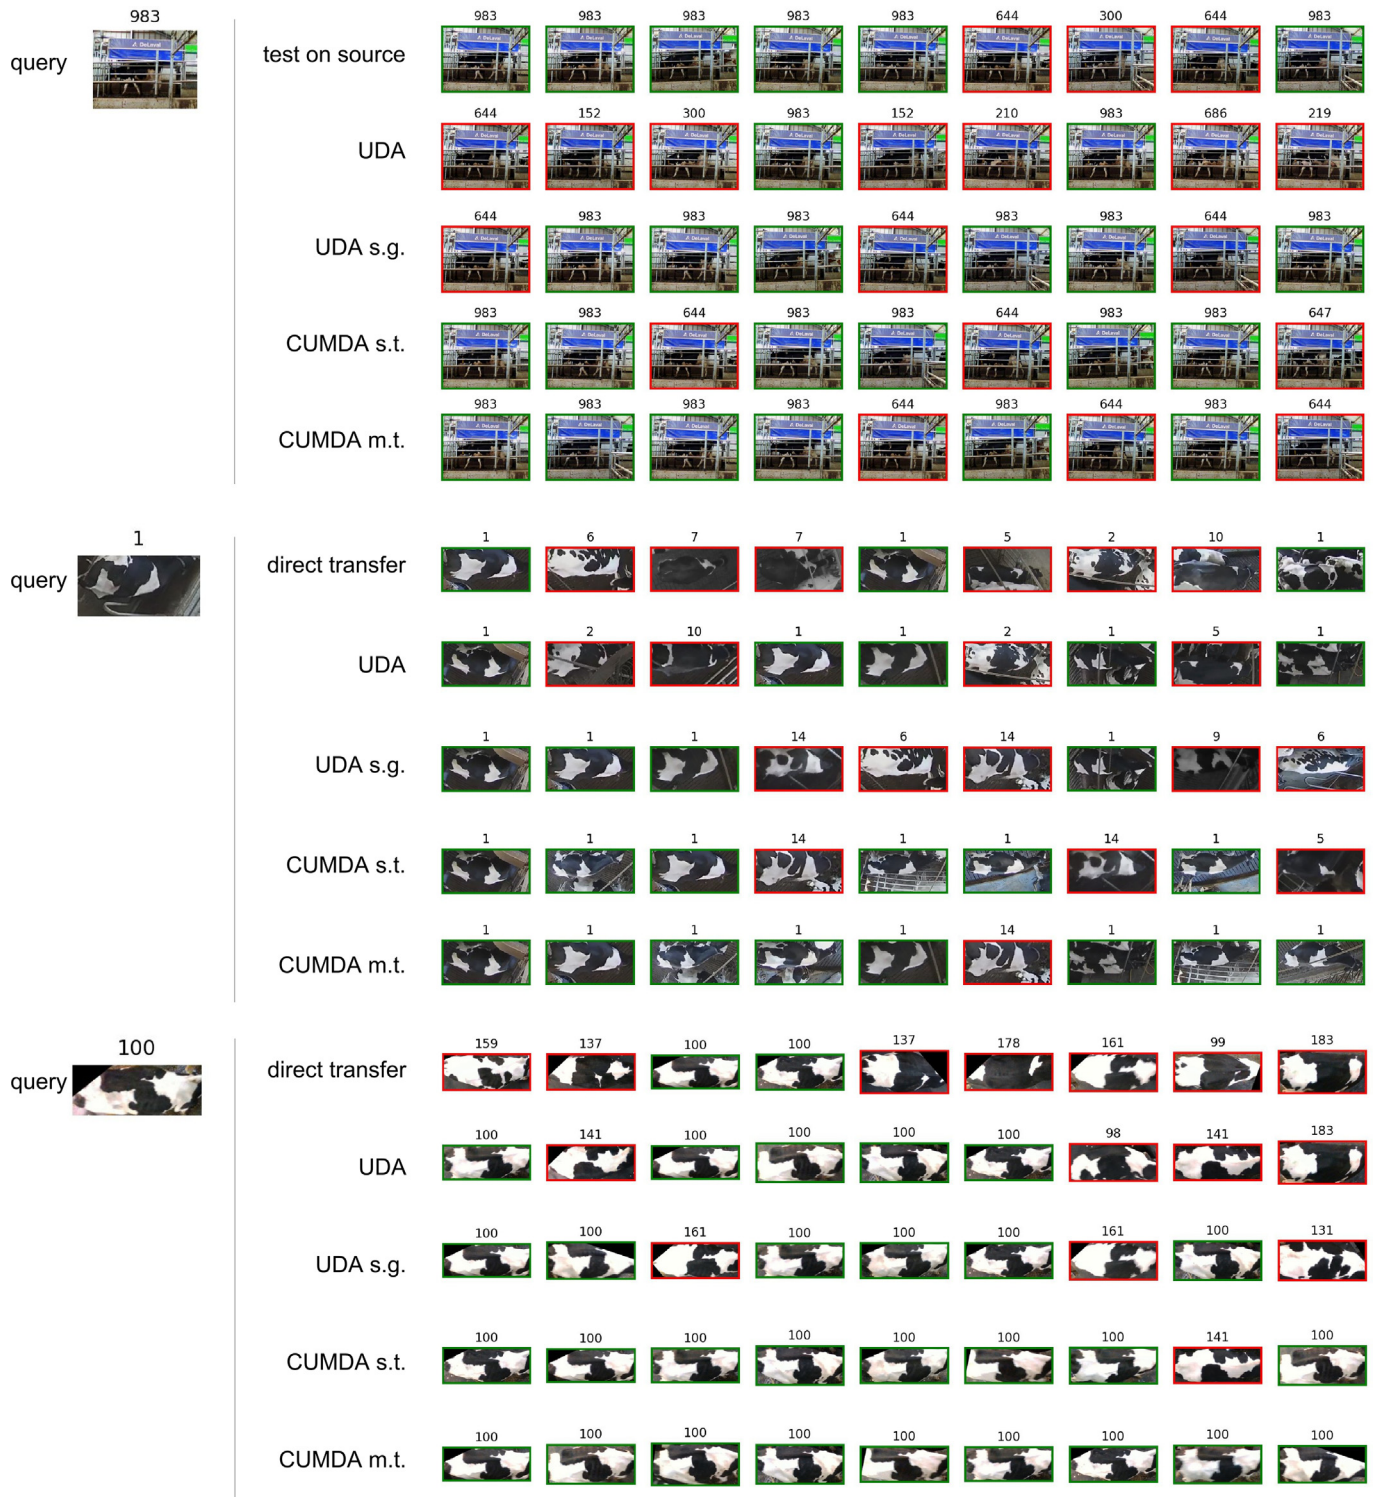 983
query
test on source 983 983 983 983 983 644 300 644 983
UDA 644 152 300 983 152 210 983 686 219
UDA s.g. 644 983 983 983 644 983 983 644 983
CUMDA s.t. 983 983 644 983 983 644 983 983 647
CUMDA m.t. 983 983 983 983 644 983 644 983 644
1
query
direct transfer 1 6 7 7 1 5 2 10 1
UDA 1 2 10 1 1 2 1 5 1
UDA s.g. 1 1 1 14 6 14 1 9 6
CUMDA s.t. 1 1 1 14 1 1 14 1 5
CUMDA m.t. 1 1 1 1 1 14 1 1 1
100
query
direct transfer 159 137 100 100 137 178 161 99 183
UDA 100 141 100 100 100 100 98 141 183
UDA s.g. 100 100 161 100 100 100 161 100 131
CUMDA s.t. 100 100 100 100 100 100 100 141 100
CUMDA m.t. 100 100 100 100 100 100 100 100 100